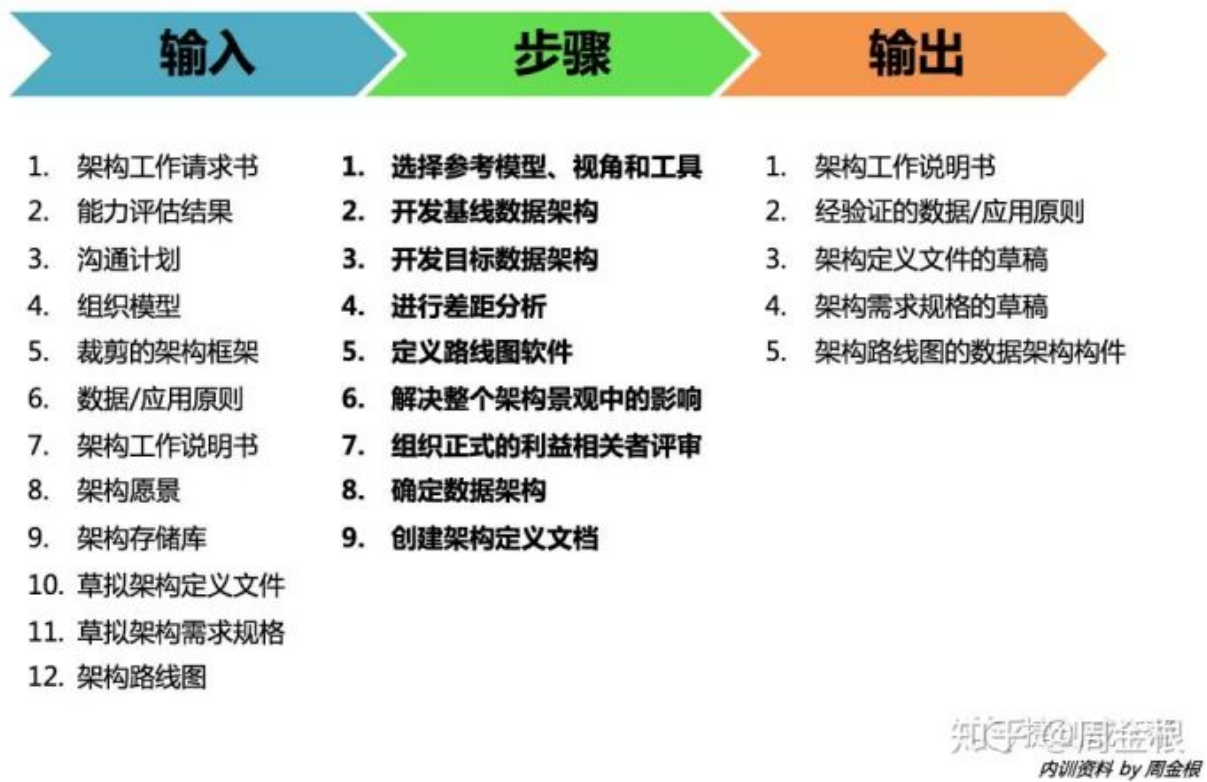 输入
步骤
输出
1. 架构工作请求书
2. 能力评估结果
3. 沟通计划
4. 组织模型
5. 裁剪的架构框架
6. 数据/应用原则
7. 架构工作说明书
8. 架构愿景
9. 架构存储库
10. 草拟架构定义文件
11. 草拟架构需求规格
12. 架构路线图
1. 选择参考模型、视角和工具
2. 开发基线数据架构
3. 开发目标数据架构
4. 进行差距分析
5. 定义路线图软件
6. 解决整个架构景观中的影响
7. 组织正式的利益相关者评审
8. 确定数据架构
9. 创建架构定义文档
1. 架构工作说明书
2. 经验证的数据/应用原则
3. 架构定义文件的草稿
4. 架构需求规格的草稿
5. 架构路线图的数据架构构件
知乎 @周金根
内训资料 by 周金根